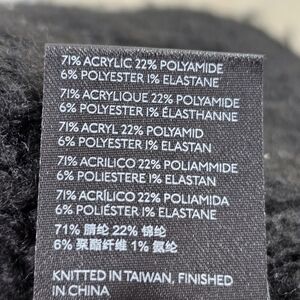 71% ACRYLIC 22% POLYAMIDE
6% POLYESTER 1% ELASTANE
71% ACRYLIQUE 22% POLYAMIDE
6% POLYESTER 1% ÉLASTHANNE
71% ACRYL 22% POLYAMID
6% POLYESTER 1% ELASTAN
71% ACRILICO 22% POLIAMMIDE
6% POLIESTERE 1% ELASTAN
71% ACRÍLICO 22% POLIAMIDA
6% POLIÉSTER 1% ELASTANE
71% 腈纶 22% 锦纶
6% 聚酯纤维 1% 氨纶
KNITTED IN TAIWAN, FINISHED
IN CHINA